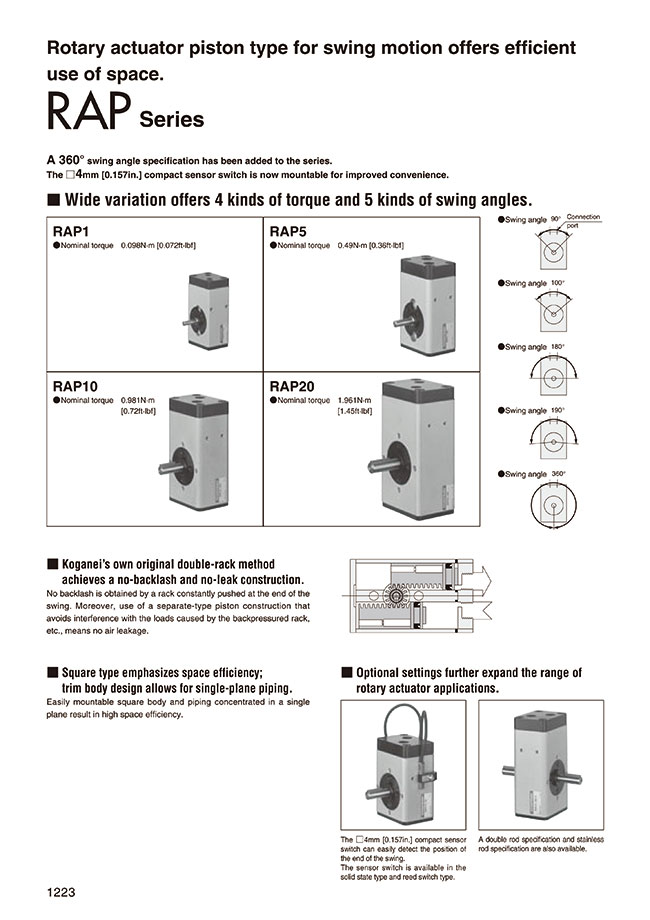 Rotary actuator piston type for swing motion offers efficient
use of space.
RAP Series
A 360° swing angle specification has been added to the series.
The □4mm [0.157in.] compact sensor switch is now mountable for improved convenience.
■ Wide variation offers 4 kinds of torque and 5 kinds of swing angles.
RAP1
●Nominal torque 0.098N·m [0.072ft·lbf]
RAP5
●Nominal torque 0.49N·m [0.36ft·lbf]
RAP10
●Nominal torque 0.981N·m
[0.72ft·lbf]
RAP20
●Nominal torque 1.961N·m
[1.45ft·lbf]
●Swing angle 90° Connection
port
●Swing angle 100°
●Swing angle 180°
●Swing angle 190°
●Swing angle 360°
■ Koganei's own original double-rack method
achieves a no-backlash and no-leak construction.
No backlash is obtained by a rack constantly pushed at the end of the
swing. Moreover, use of a separate-type piston construction that
avoids interference with the loads caused by the backpressured rack,
etc., means no air leakage.
■ Square type emphasizes space efficiency;
trim body design allows for single-plane piping.
Easily mountable square body and piping concentrated in a single
plane result in high space efficiency.
■ Optional settings further expand the range of
rotary actuator applications.
The □4mm [0.157in.] compact sensor
switch can easily detect the position of
the end of the swing.
The sensor switch is available in the
solid state type and reed switch type.
A double rod specification and stainless
rod specification are also available.
1223